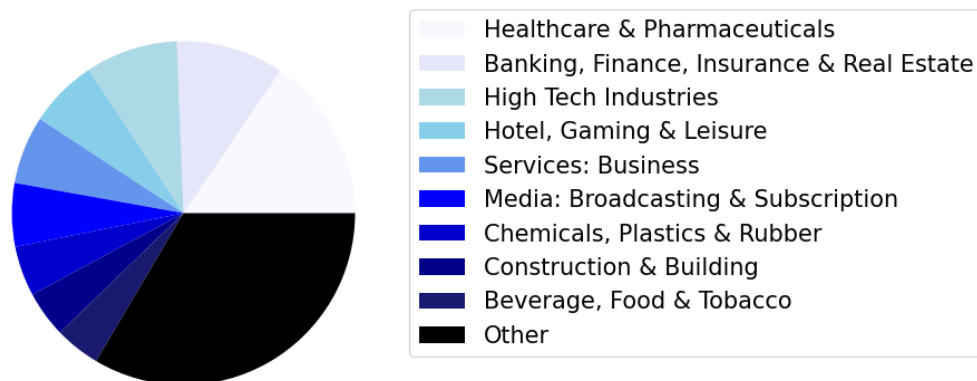 Healthcare & Pharmaceuticals
Banking, Finance, Insurance & Real Estate
High Tech Industries
Hotel, Gaming & Leisure
Services: Business
Media: Broadcasting & Subscription
Chemicals, Plastics & Rubber
Construction & Building
Beverage, Food & Tobacco
Other